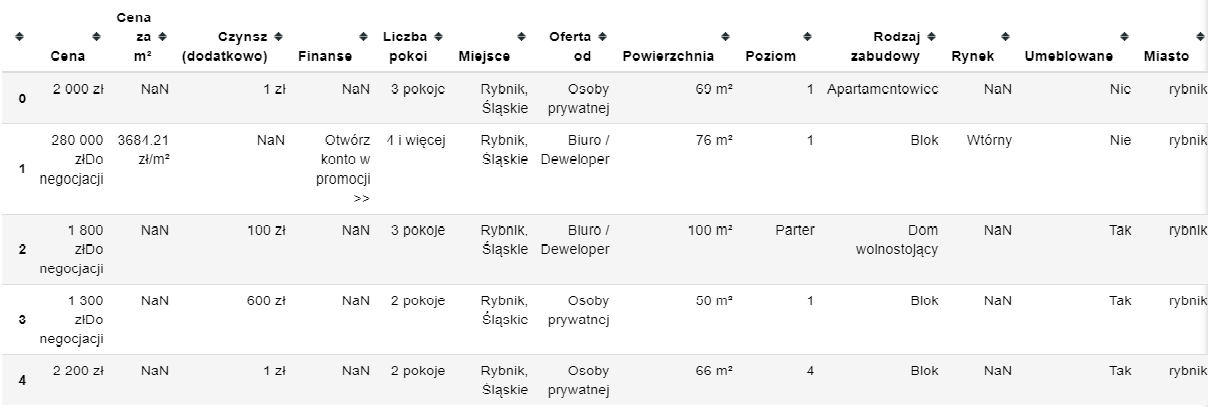 Cena Cena za m² Czynsz (dodatkowo) Finanse Liczba pokoi Miejsce Oferta od Powierzchnia Poziom Rodzaj zabudowy Rynek Umeblowane Miasto
0 2 000 zł NaN 1 zł NaN 3 pokoje Rybnik, Śląskie Osoby prywatnej 69 m² 1 Apartamentowiec NaN Nie rybnik
1 280 000 złDo negocjacji 3684.21 zł/m² NaN Otwórz konto w promocji >> 4 i więcej Rybnik, Śląskie Biuro / Deweloper 76 m² 1 Blok Wtórny Nie rybnik
2 1 800 złDo negocjacji NaN 100 zł NaN 3 pokoje Rybnik, Śląskie Biuro / Deweloper 100 m² Parter Dom wolnostojący NaN Tak rybnik
3 1 300 złDo negocjacji NaN 600 zł NaN 2 pokoje Rybnik, Śląskie Osoby prywatnej 50 m² 1 Blok NaN Tak rybnik
4 2 200 zł NaN 1 zł NaN 2 pokoje Rybnik, Śląskie Osoby prywatnej 66 m² 4 Blok NaN Tak rybnik